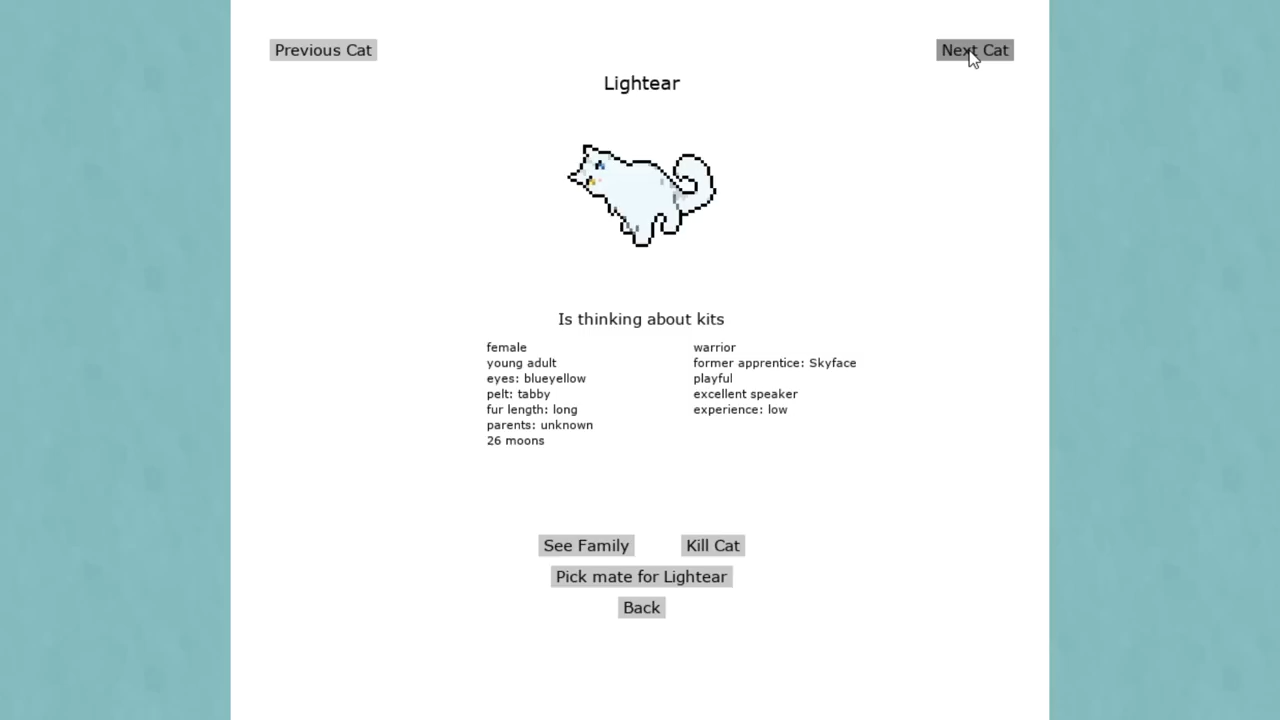 Previous Cat
Next Cat
Lightear
Is thinking about kits
female
young adult
eyes: blueyellow
pelt: tabby
fur length: long
parents: unknown
26 moons
warrior
former apprentice: Skyface
playful
excellent speaker
experience: low
See Family
Kill Cat
Pick mate for Lightear
Back